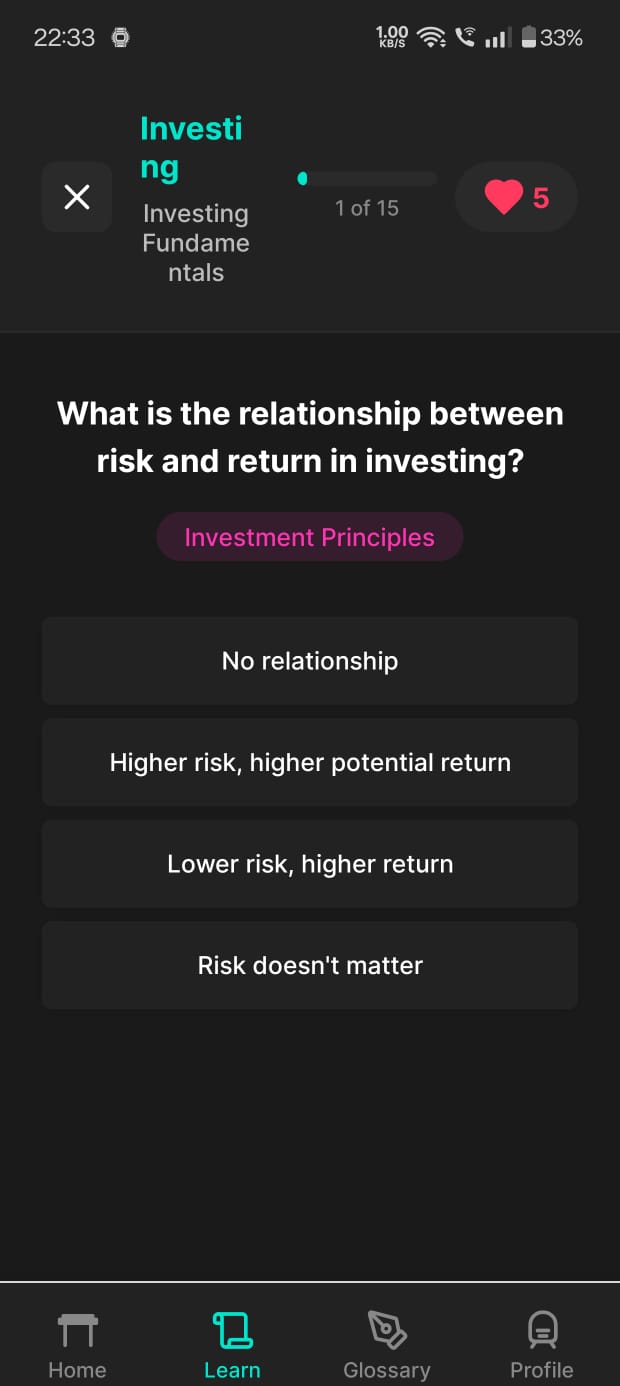 22:33
1.00
KB/S
33%
Investi
ng
Investing
Fundame
ntals
1 of 15
5
What is the relationship between
risk and return in investing?
Investment Principles
No relationship
Higher risk, higher potential return
Lower risk, higher return
Risk doesn't matter
Home
Learn
Glossary
Profile